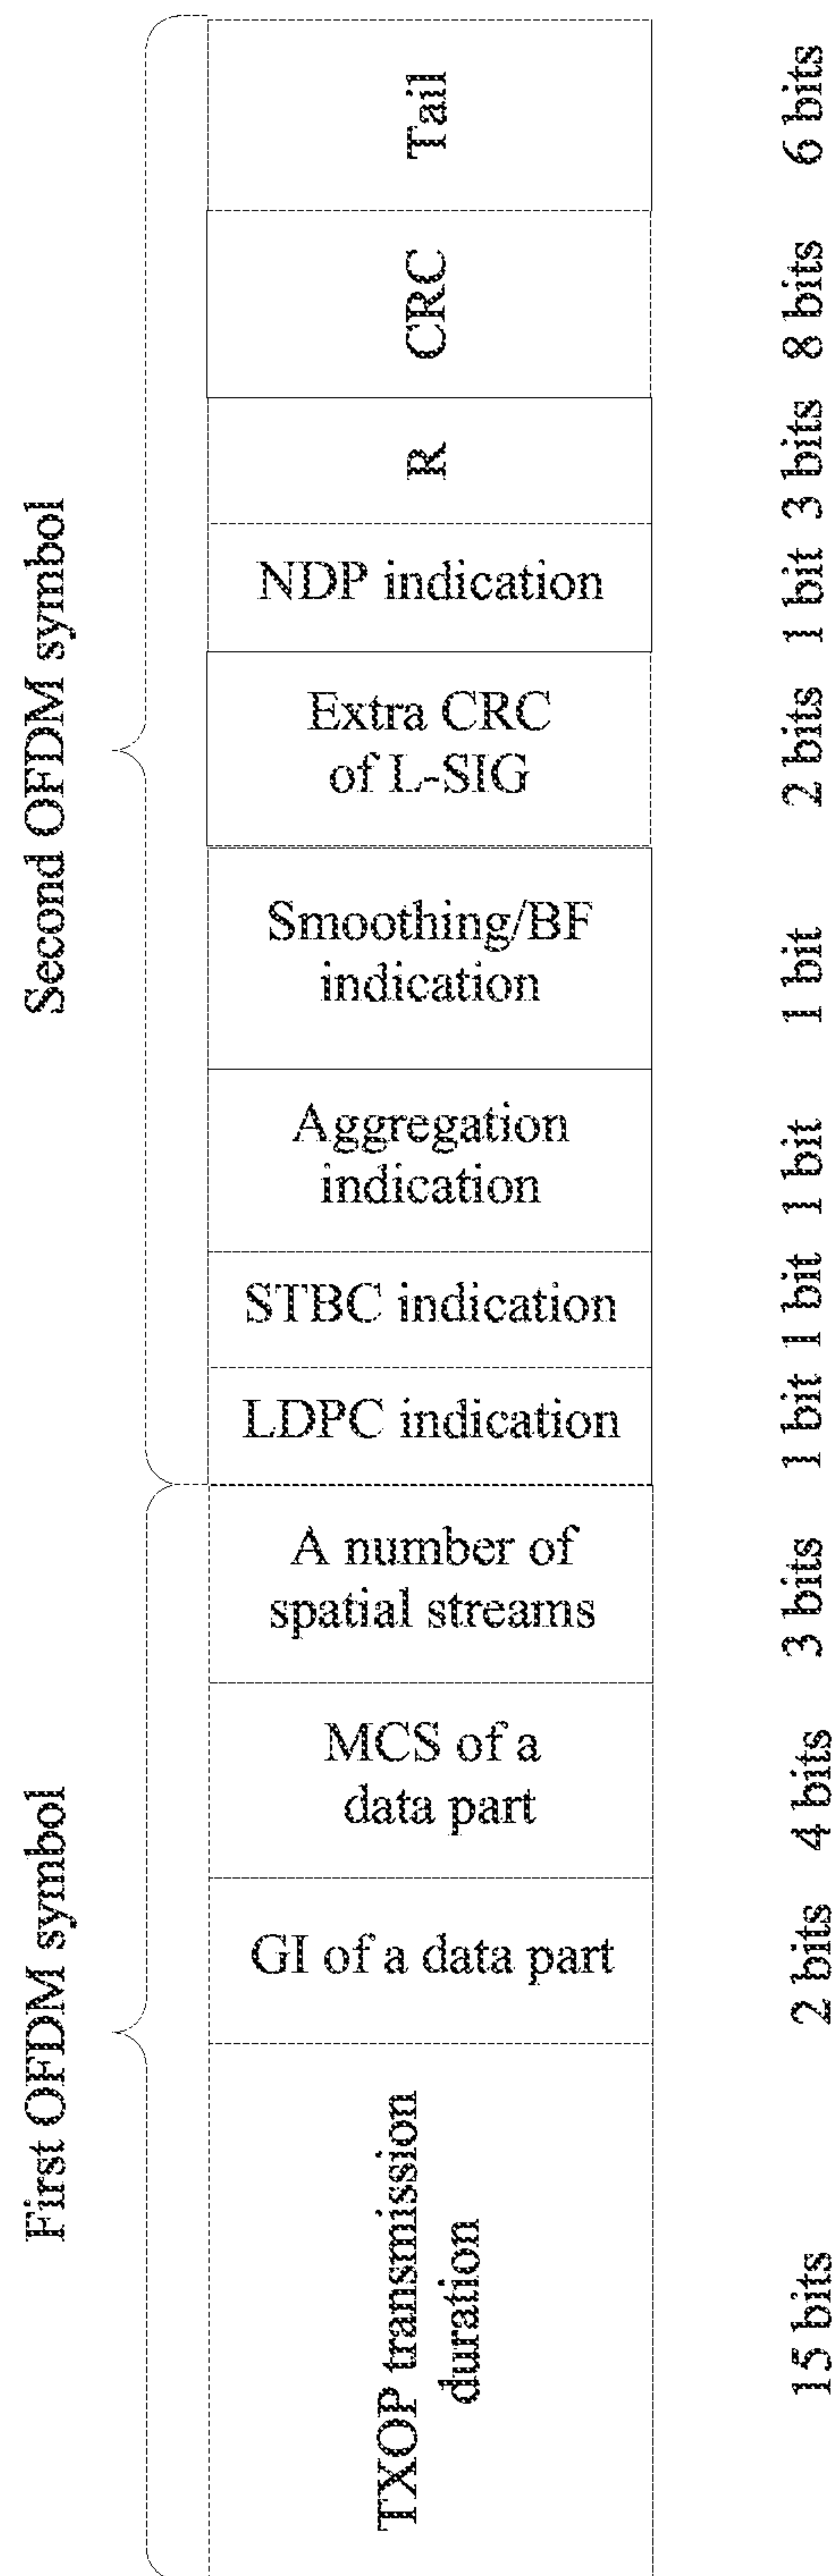 First OFDM symbol
Second OFDM symbol
TXOP transmission
duration
GI of a data part
MCS of a
data part
A number of
spatial streams
LDPC indication
STBC indication
Aggregation
indication
Smoothing/BF
indication
Extra CRC
of L-SIG
NDP indication
R
CRC
Tail
15 bits
2 bits
4 bits
3 bits
1 bit
1 bit
1 bit
1 bit
2 bits
1 bit
3 bits
8 bits
6 bits